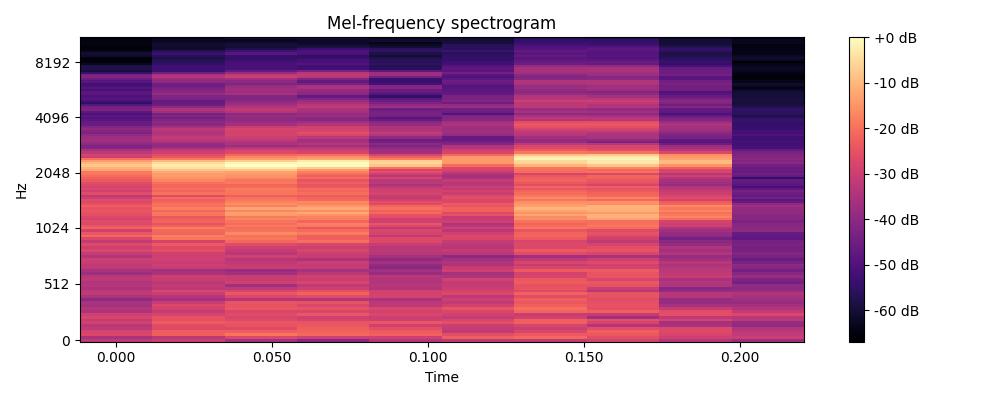 Mel-frequency spectrogram
+0 dB
8192
-10 dB
4096
-20 dB
Hz
2048
-30 dB
1024
-40 dB
512
-50 dB
0
-60 dB
0.000 0.050 0.100 0.150 0.200
Time